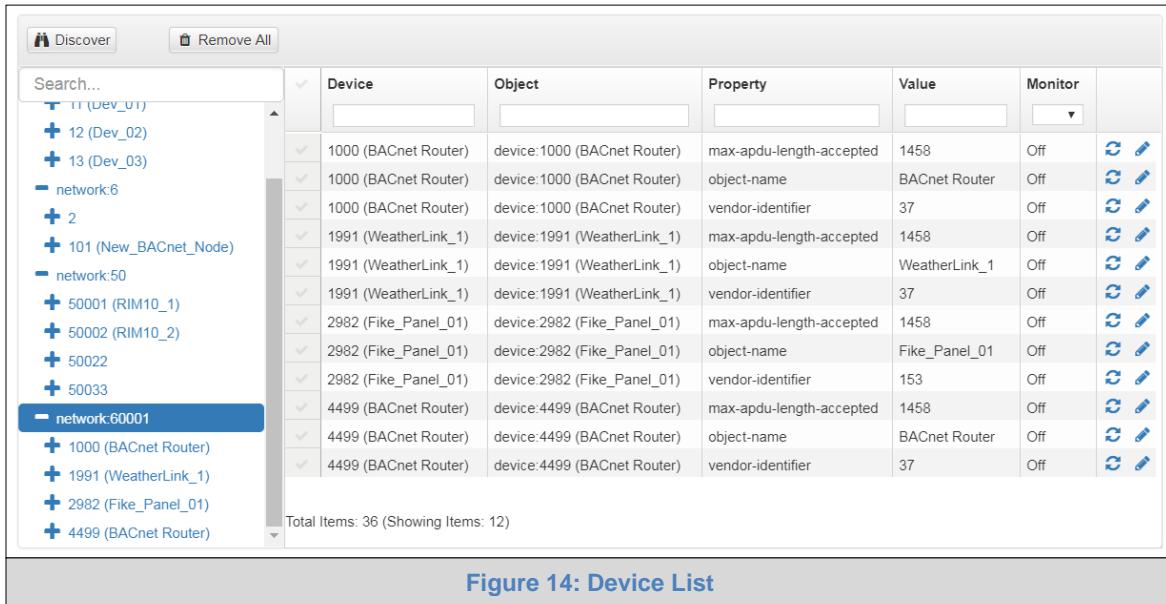 Discover Remove All
Search...
11 (Dev_01)
12 (Dev_02)
13 (Dev_03)
network:6
2
101 (New_BACnet_Node)
network:50
50001 (RIM10_1)
50002 (RIM10_2)
50022
50033
network:60001
1000 (BACnet Router)
1991 (WeatherLink_1)
2982 (Fike_Panel_01)
4499 (BACnet Router)
Device Object Property Value Monitor
1000 (BACnet Router) device:1000 (BACnet Router) max-apdu-length-accepted 1458 Off
1000 (BACnet Router) device:1000 (BACnet Router) object-name BACnet Router Off
1000 (BACnet Router) device:1000 (BACnet Router) vendor-identifier 37 Off
1991 (WeatherLink_1) device:1991 (WeatherLink_1) max-apdu-length-accepted 1458 Off
1991 (WeatherLink_1) device:1991 (WeatherLink_1) object-name WeatherLink_1 Off
1991 (WeatherLink_1) device:1991 (WeatherLink_1) vendor-identifier 37 Off
2982 (Fike_Panel_01) device:2982 (Fike_Panel_01) max-apdu-length-accepted 1458 Off
2982 (Fike_Panel_01) device:2982 (Fike_Panel_01) object-name Fike_Panel_01 Off
2982 (Fike_Panel_01) device:2982 (Fike_Panel_01) vendor-identifier 153 Off
4499 (BACnet Router) device:4499 (BACnet Router) max-apdu-length-accepted 1458 Off
4499 (BACnet Router) device:4499 (BACnet Router) object-name BACnet Router Off
4499 (BACnet Router) device:4499 (BACnet Router) vendor-identifier 37 Off
Total Items: 36 (Showing Items: 12)
Figure 14: Device List